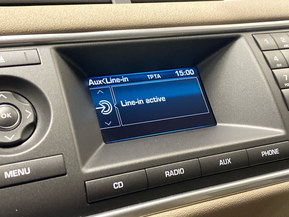 Aux<Line-in TPTA 15:00
Line-in active
OK
MENU
CD RADIO AUX PHONE